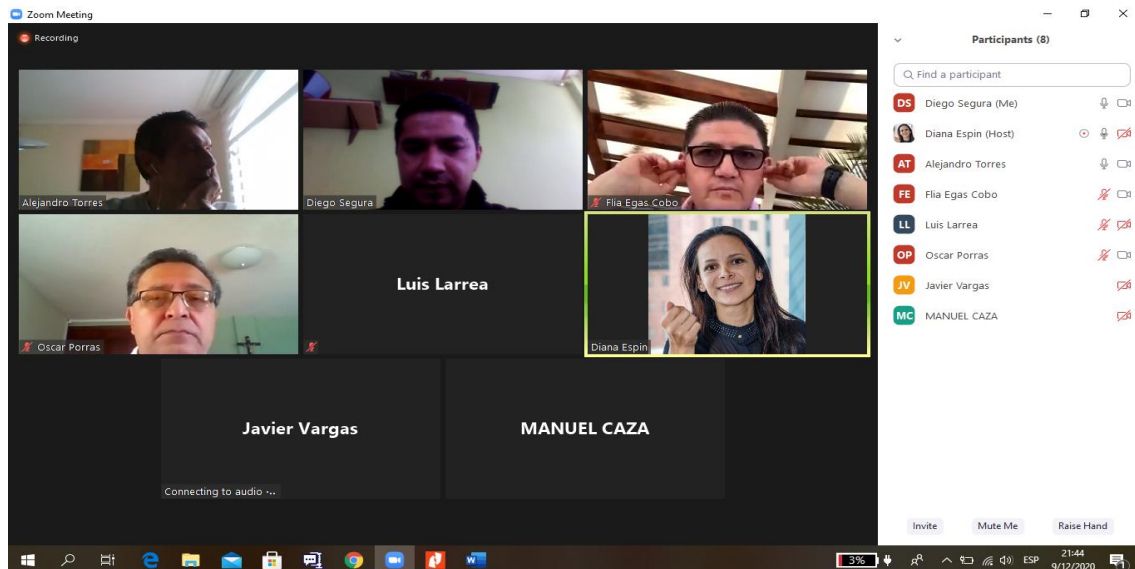 Zoom Meeting
Recording
Participants (8)
Find a participant
DS Diego Segura (Me)
Diana Espin (Host)
AT Alejandro Torres
FE Flia Egas Cobo
LL Luis Larrea
OP Oscar Porras
JV Javier Vargas
MC MANUEL CAZA
Alejandro Torres
Diego Segura
Flia Egas Cobo
Oscar Porras
Luis Larrea
Diana Espin
Javier Vargas
Connecting to audio ·..
MANUEL CAZA
Invite Mute Me Raise Hand
3%
ESP
21:44
9/12/2020